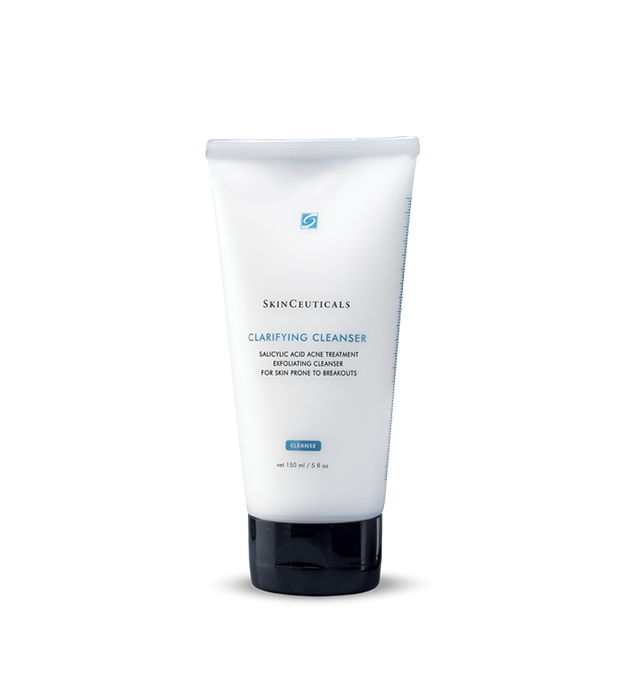 SKINCEUTICALS
CLARIFYING CLEANSER
SALICYLIC ACID ACNE TREATMENT
EXFOLIATING CLEANSER
FOR SKIN PRONE TO BREAKOUTS
CLEANSE
net 150 ml / 5 fl oz